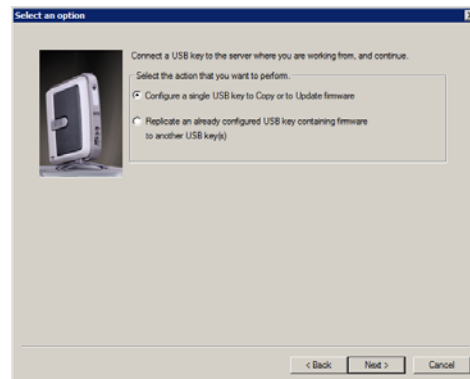 Select an option
Connect a USB key to the server where you are working from, and continue.
Select the action that you want to perform.
Configure a single USB key to Copy or to Update firmware
Replicate an already configured USB key containing firmware
to another USB key(s)
< Back
Next >
Cancel